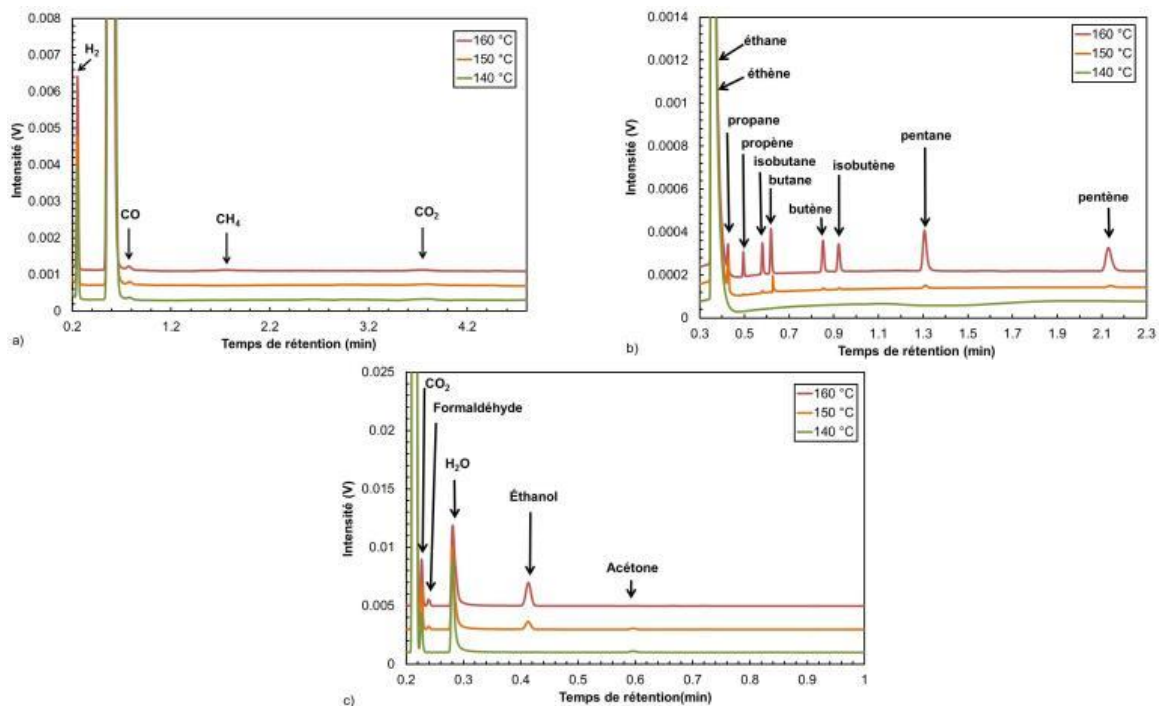 0.008
0.007
0.006
0.005
0.004
0.003
0.002
0.001
0
Intensité (V)
H2
CO
CH4
CO2
160 °C
150 °C
140 °C
0.2 1.2 2.2 3.2 4.2
Temps de rétention (min)
a)
0.0014
0.0012
0.001
0.0008
0.0006
0.0004
0.0002
0
Intensité (V)
éthane
éthène
propane
propène
isobutane
butane
butène
isobutène
pentane
pentène
160 °C
150 °C
140 °C
0.3 0.5 0.7 0.9 1.1 1.3 1.5 1.7 1.9 2.1 2.3
Temps de rétention (min)
b)
0.025
0.02
0.015
0.01
0.005
0
Intensité (V)
CO2
Formaldéhyde
H2O
Éthanol
Acétone
160 °C
150 °C
140 °C
0.2 0.3 0.4 0.5 0.6 0.7 0.8 0.9 1
Temps de rétention(min)
c)